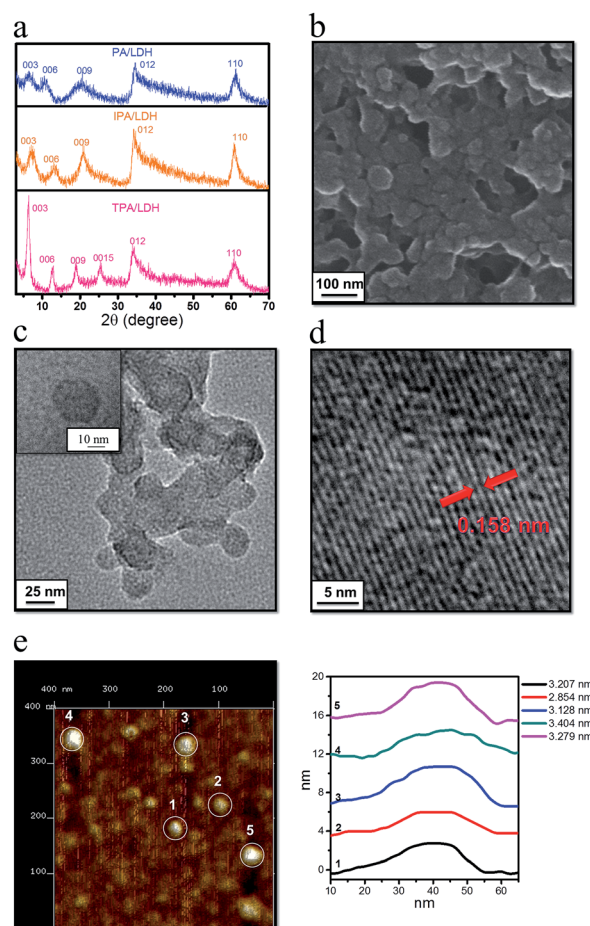 a
PA/LDH
003
006
009
012
110
IPA/LDH
003
006
009
012
110
TPA/LDH
003
006
009
0015
012
110
10 20 30 40 50 60 70
2θ (degree)
b
100 nm
c
10 nm
25 nm
d
0.158 nm
5 nm
e
400 nm 300 200 100
400 nm
300
200
100
4
3
2
1
5
20
16
12
8
4
0
nm
5
4
3
2
1
10 20 30 40 50 60
nm
3.207 nm
2.854 nm
3.128 nm
3.404 nm
3.279 nm